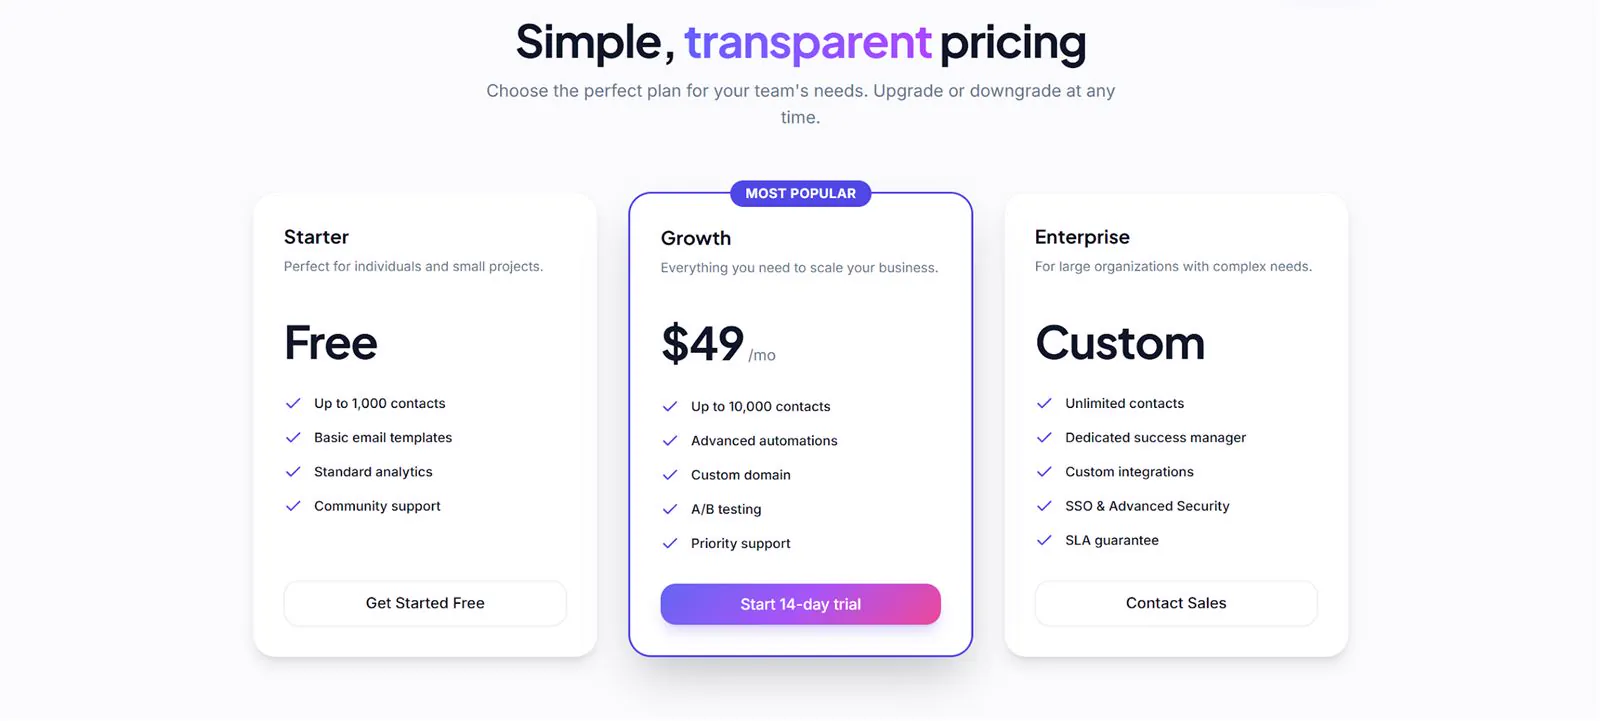 Simple, transparent pricing
Choose the perfect plan for your team's needs. Upgrade or downgrade at any
time.
Starter
Perfect for individuals and small projects.
Free
Up to 1,000 contacts
Basic email templates
Standard analytics
Community support
Get Started Free
MOST POPULAR
Growth
Everything you need to scale your business.
$49 /mo
Up to 10,000 contacts
Advanced automations
Custom domain
A/B testing
Priority support
Start 14-day trial
Enterprise
For large organizations with complex needs.
Custom
Unlimited contacts
Dedicated success manager
Custom integrations
SSO & Advanced Security
SLA guarantee
Contact Sales